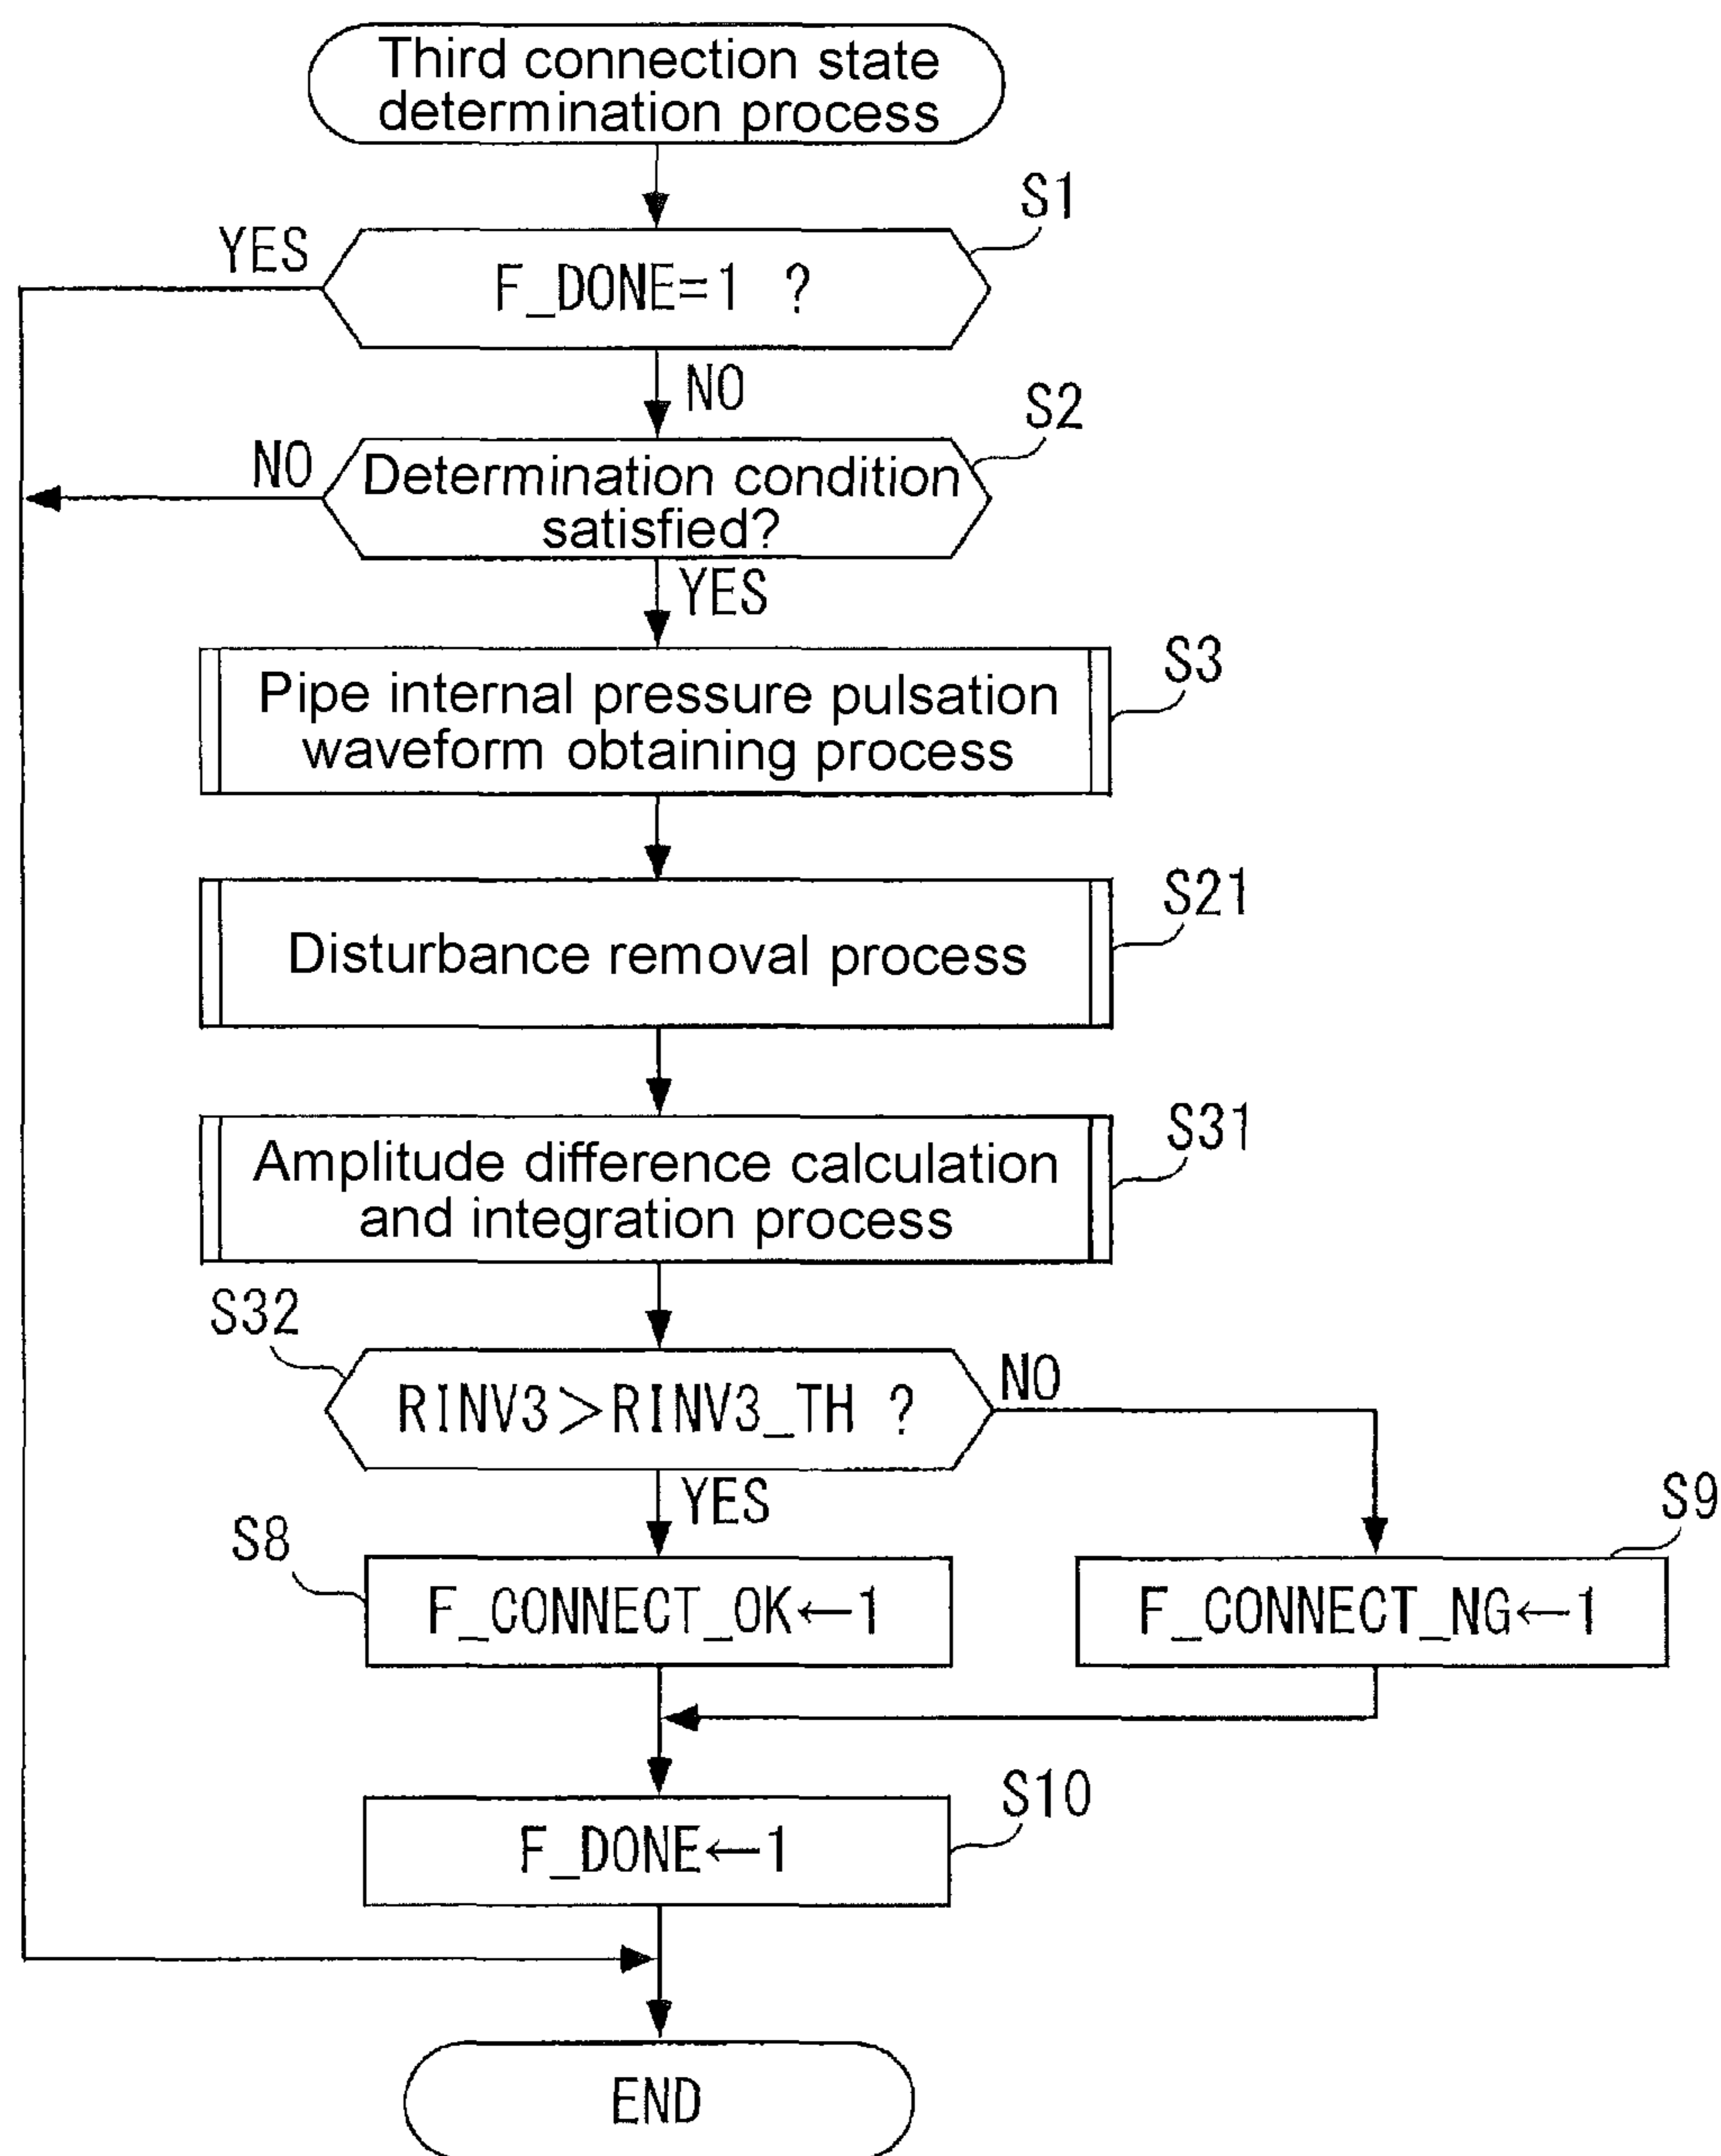 Third connection state
determination process
S1
YES
F_DONE=1 ?
NO
S2
NO
Determination condition
satisfied?
YES
S3
Pipe internal pressure pulsation
waveform obtaining process
S21
Disturbance removal process
S31
Amplitude difference calculation
and integration process
S32
RINV3>RINV3_TH ?
NO
YES
S8
S9
F_CONNECT_OK←1
F_CONNECT_NG←1
S10
F_DONE←1
END